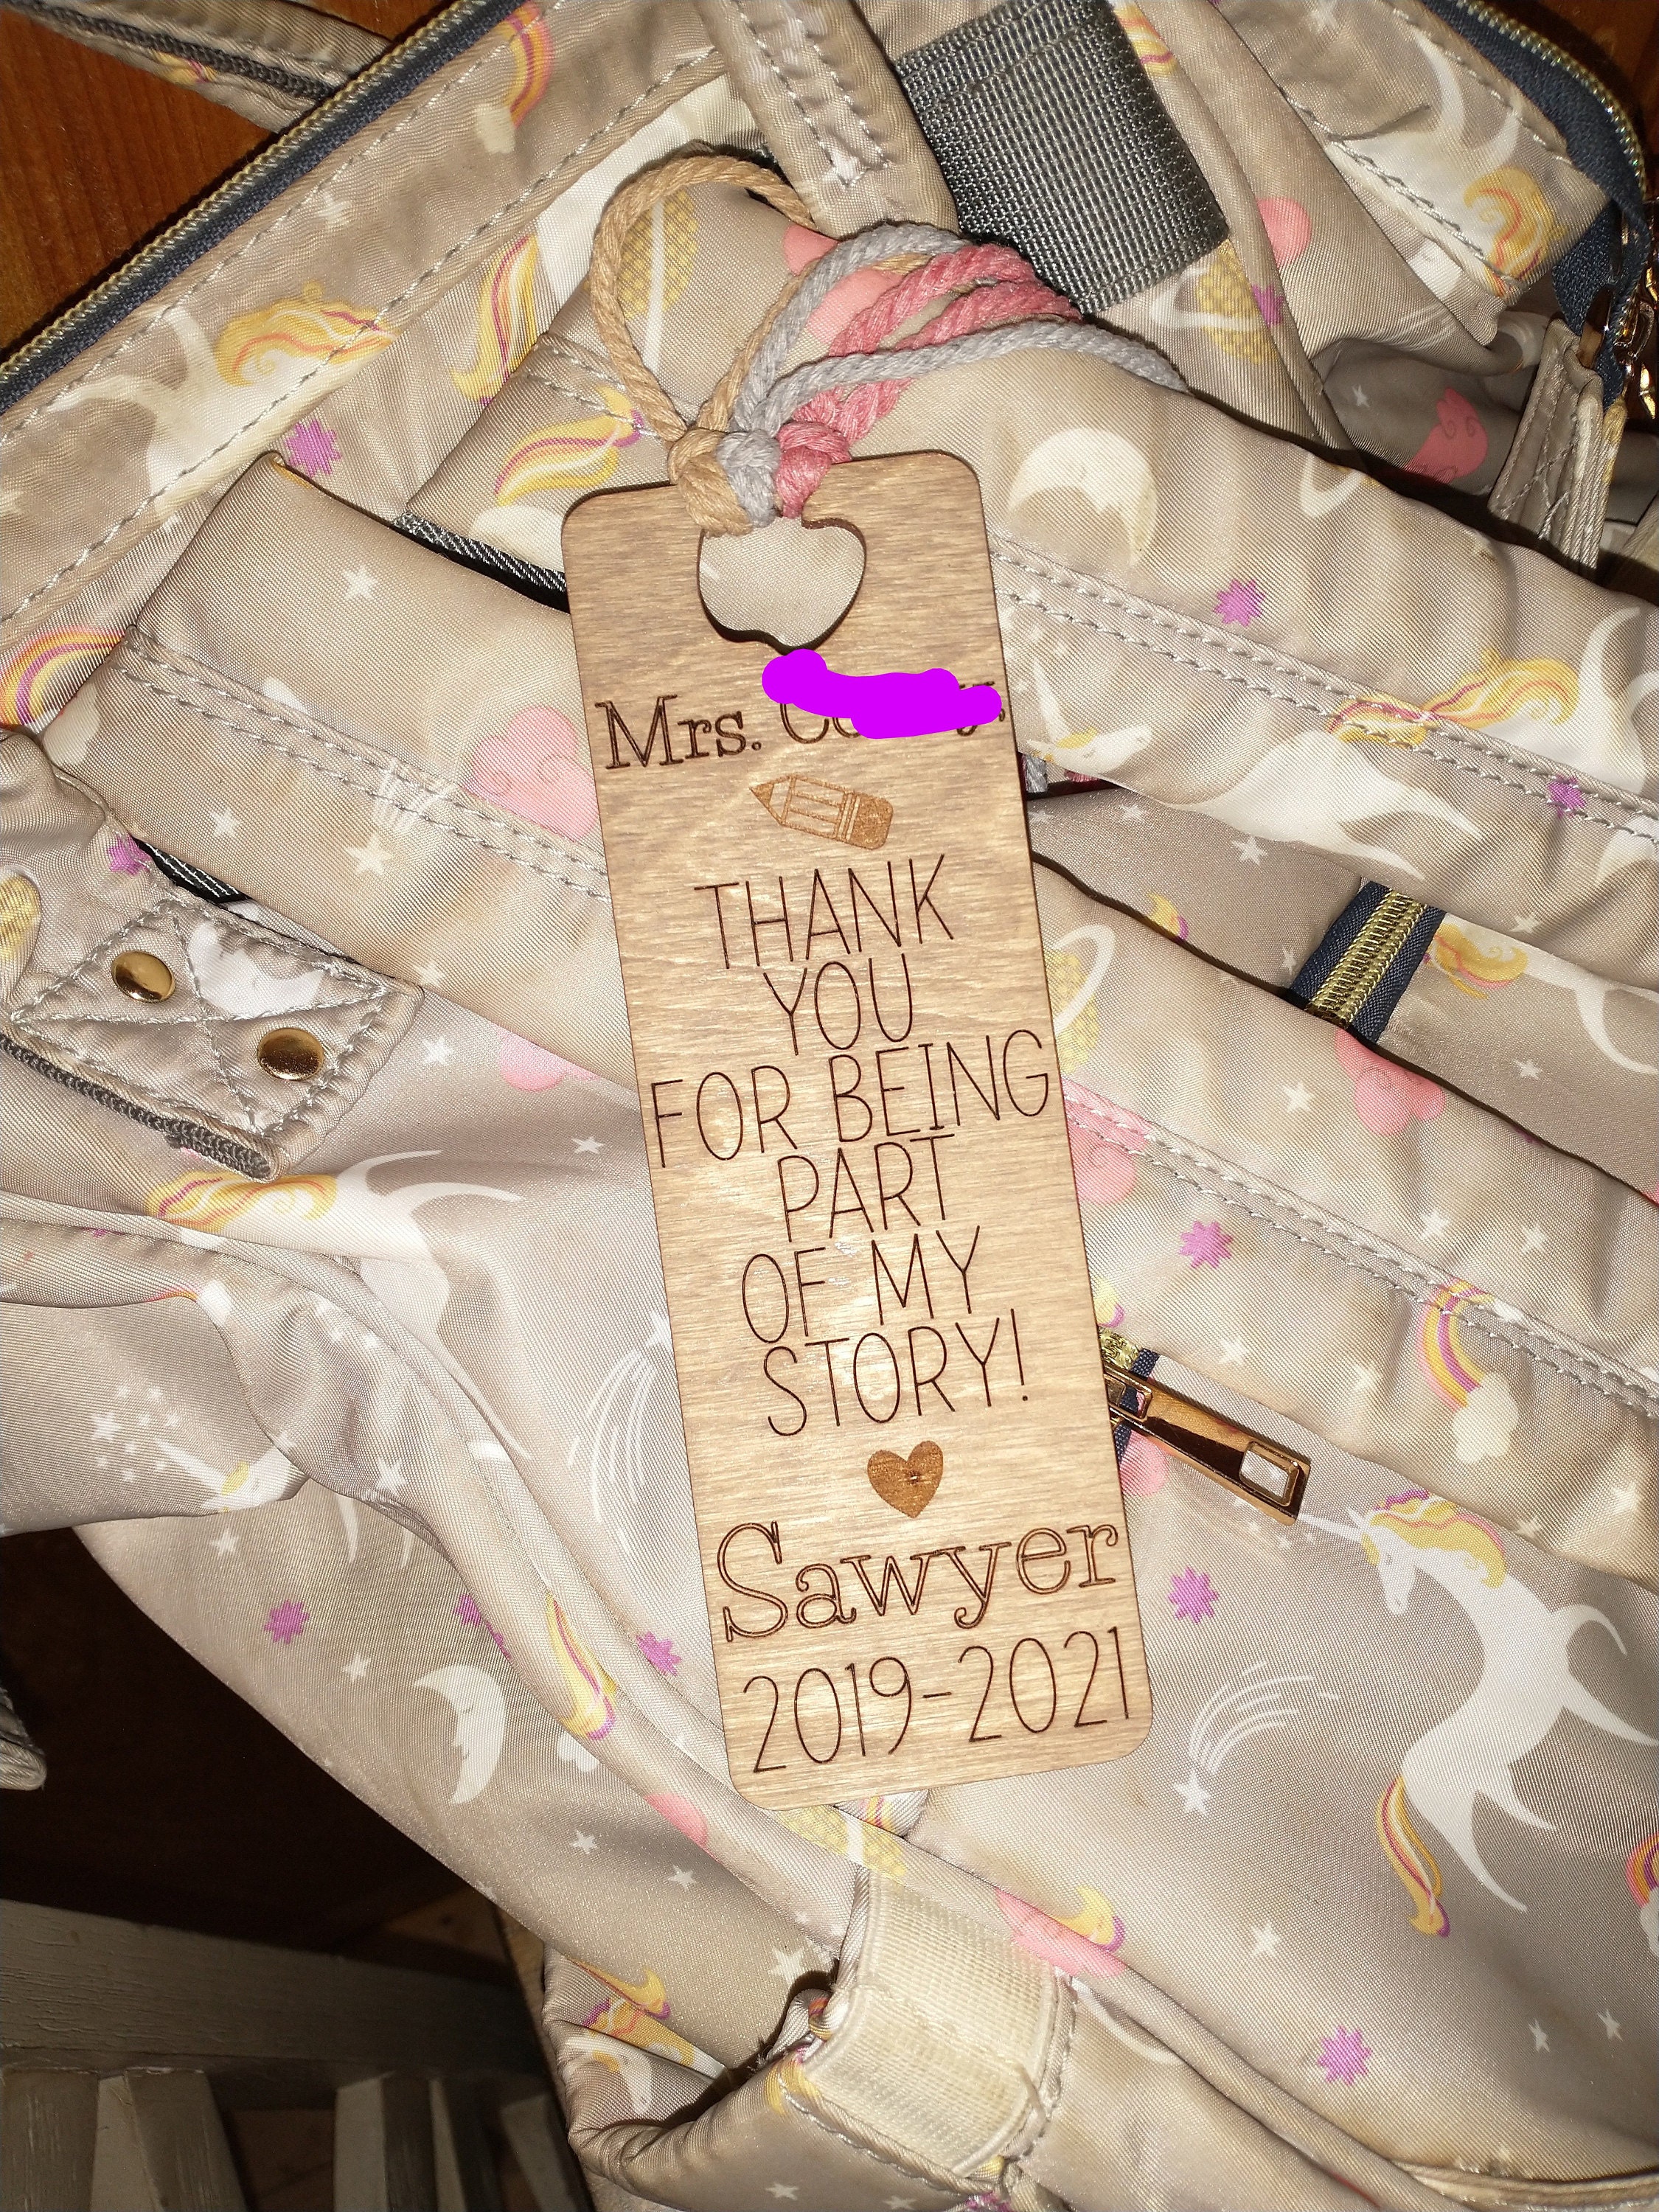 Mrs.
THANK
YOU
FOR BEING
PART
OF MY
STORY!
Sawyer
2019-2021